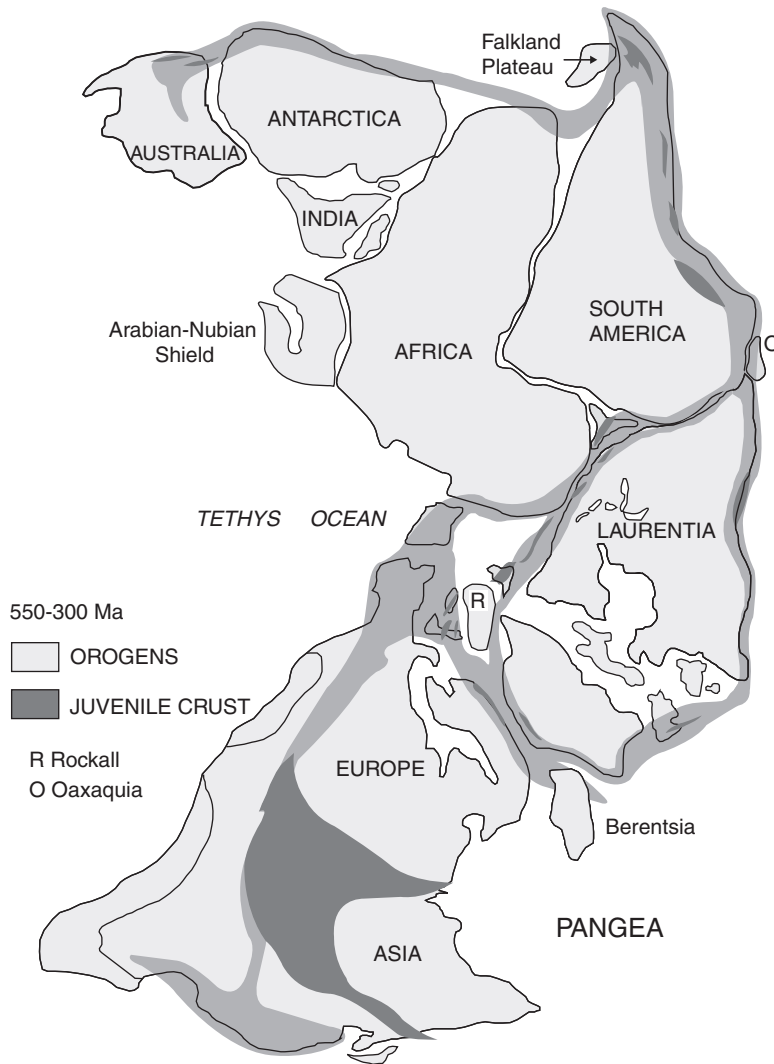 Falkland
Plateau
ANTARCTICA
AUSTRALIA
INDIA
SOUTH
AMERICA
Arabian-Nubian
Shield
AFRICA
O
TETHYS OCEAN
LAURENTIA
R
550-300 Ma
OROGENS
JUVENILE CRUST
R Rockall
O Oaxaquia
EUROPE
Berentsia
PANGEA
ASIA